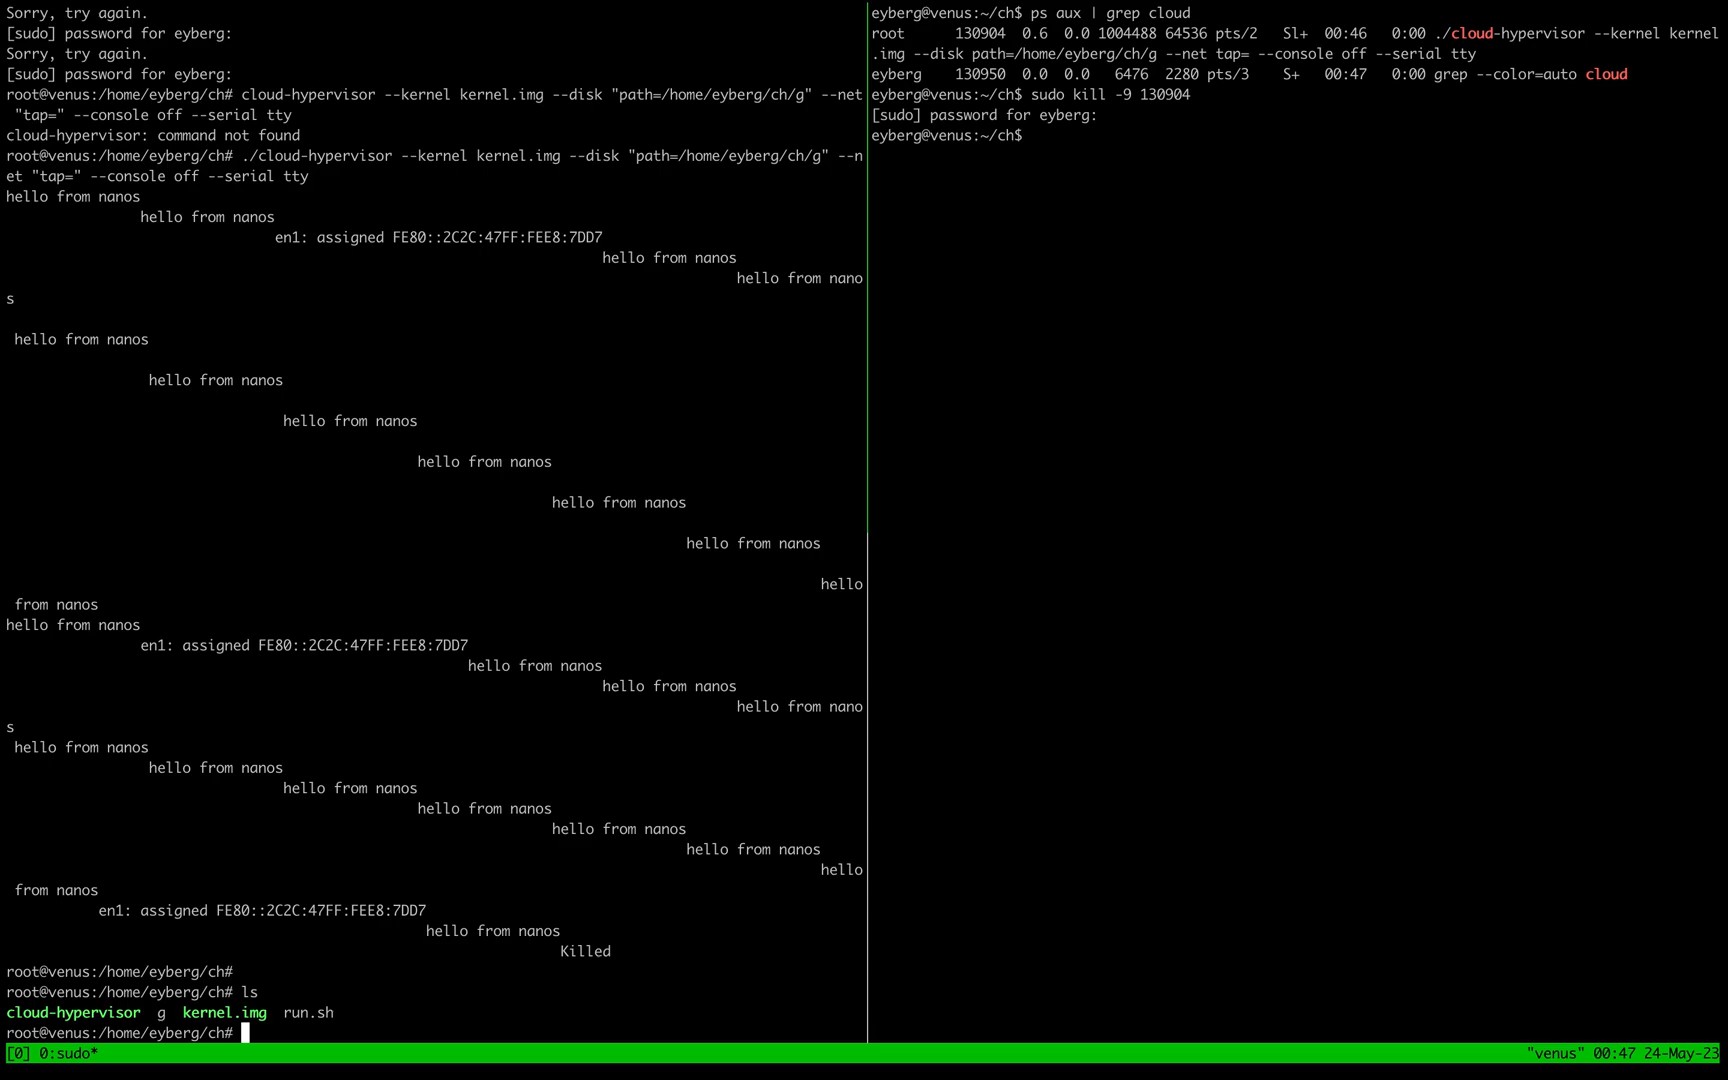 Sorry, try again.
[sudo] password for eyberg:
Sorry, try again.
[sudo] password for eyberg:
root@venus:/home/eyberg/ch# cloud-hypervisor --kernel kernel.img --disk "path=/home/eyberg/ch/g" --net
"tap=" --console off --serial tty
cloud-hypervisor: command not found
root@venus:/home/eyberg/ch# ./cloud-hypervisor --kernel kernel.img --disk "path=/home/eyberg/ch/g" --n
et "tap=" --console off --serial tty
hello from nanos
hello from nanos
en1: assigned FE80::2C2C:47FF:FEE8:7DD7
hello from nanos
hello from nano
s
hello from nanos
hello from nanos
hello from nanos
hello from nanos
hello from nanos
hello from nanos
hello
from nanos
hello from nanos
en1: assigned FE80::2C2C:47FF:FEE8:7DD7
hello from nanos
hello from nanos
hello from nano
s
hello from nanos
hello from nanos
hello from nanos
hello from nanos
hello from nanos
hello from nanos
hello
from nanos
en1: assigned FE80::2C2C:47FF:FEE8:7DD7
hello from nanos
Killed
root@venus:/home/eyberg/ch#
root@venus:/home/eyberg/ch# ls
cloud-hypervisor g kernel.img run.sh
root@venus:/home/eyberg/ch#
eyberg@venus:~/ch$ ps aux | grep cloud
root 130904 0.6 0.0 1004488 64536 pts/2 Sl+ 00:46 0:00 ./cloud-hypervisor --kernel kernel
.img --disk path=/home/eyberg/ch/g --net tap= --console off --serial tty
eyberg 130950 0.0 0.0 6476 2280 pts/3 S+ 00:47 0:00 grep --color=auto cloud
eyberg@venus:~/ch$ sudo kill -9 130904
[sudo] password for eyberg:
eyberg@venus:~/ch$
[0] 0:sudo* "venus" 00:47 24-May-23